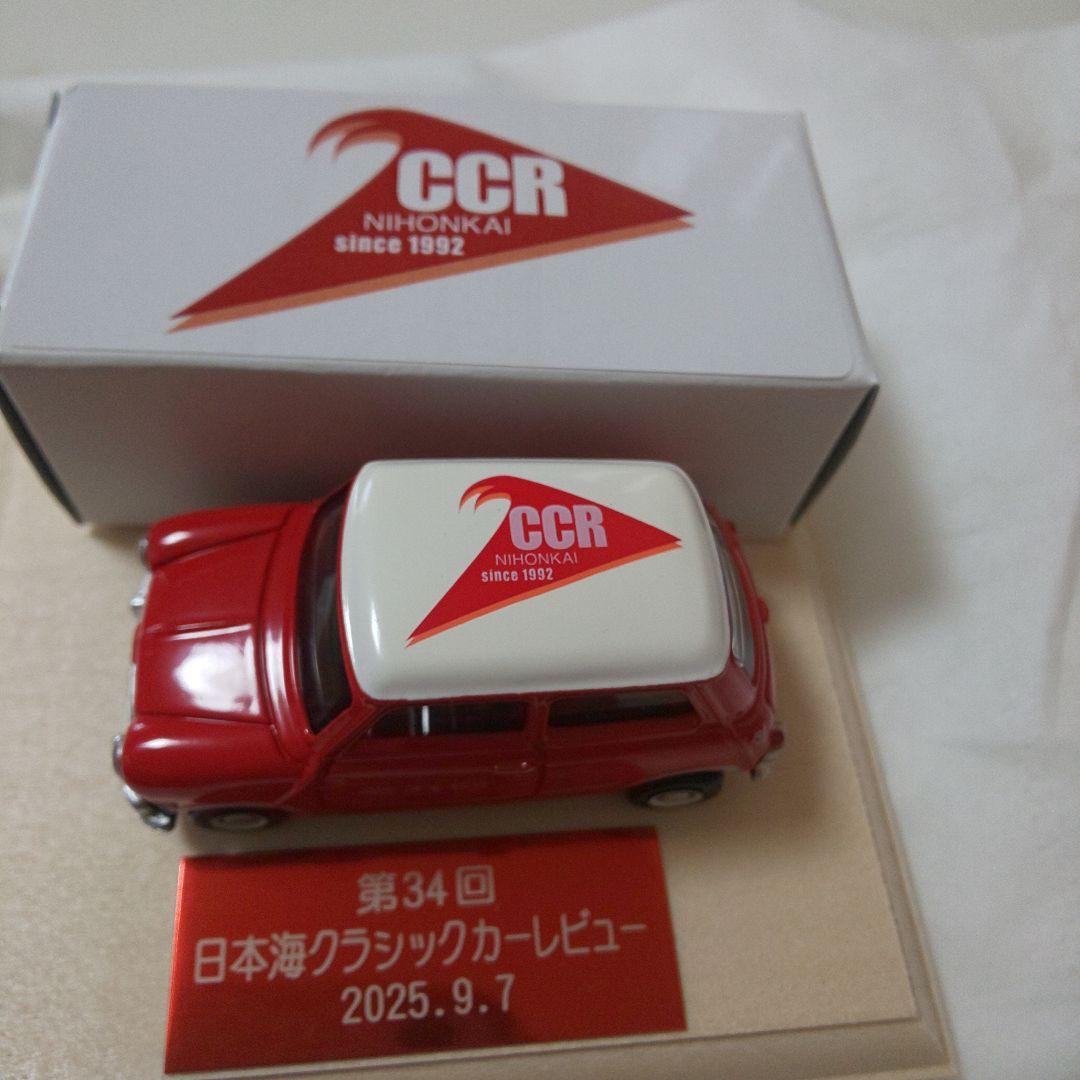 CCR
NIHONKAI
since 1992
CCR
NIHONKAI
since 1992
第34回
日本海クラシックカーレビュー
2025.9.7